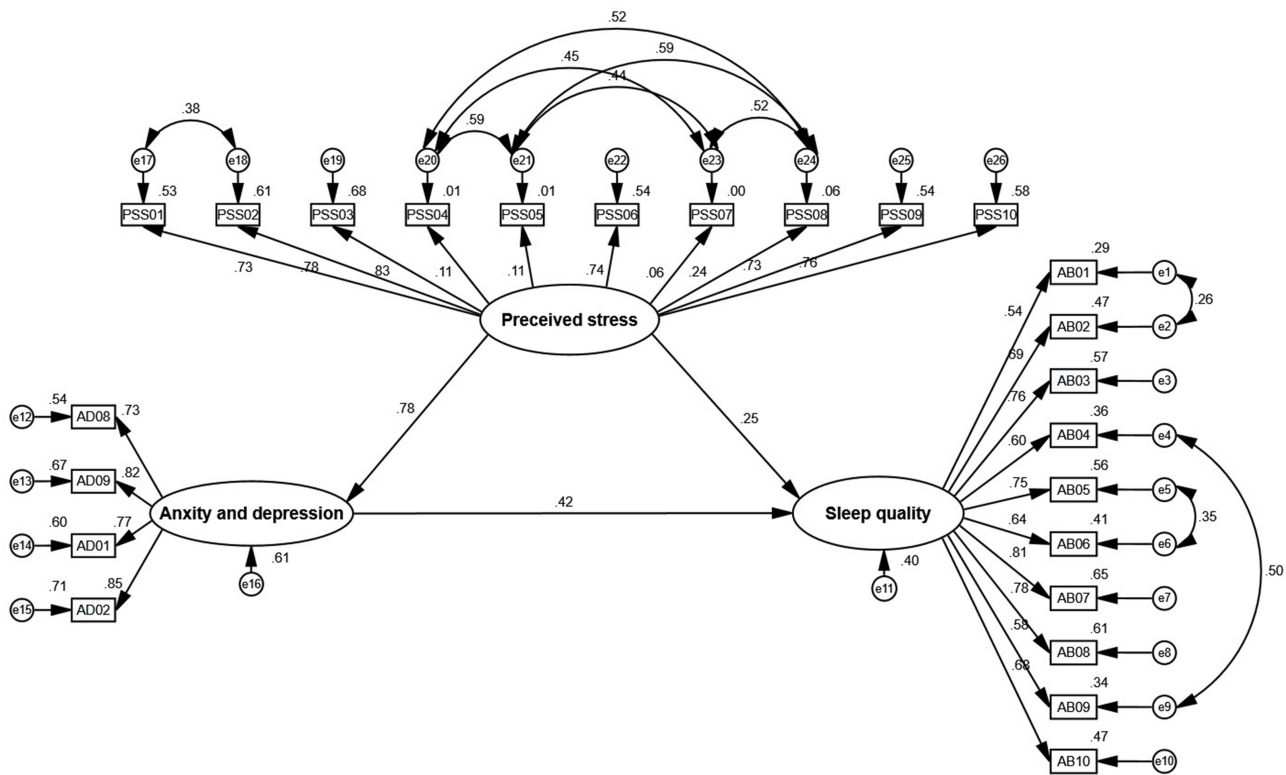 .52
.45
.59
.44
.38
.59
.52
e17
e18
e19
e20
e21
e22
e23
e24
e25
e26
.53
.61
.68
.01
.01
.54
.00
.06
.54
.58
PSS01
PSS02
PSS03
PSS04
PSS05
PSS06
PSS07
PSS08
PSS09
PSS10
.73
.78
.83
.11
.11
.74
.06
.24
.73
.76
Preceived stress
.29
AB01
e1
.54
.26
.47
AB02
e2
.69
.57
AB03
e3
.76
.36
AB04
e4
.60
.56
AB05
e5
.75
.35
.41
AB06
e6
.64
.50
.65
AB07
e7
.81
.61
AB08
e8
.78
.34
AB09
e9
.58
.47
AB10
e10
.68
.78
.25
.54
e12
AD08
.73
.67
e13
AD09
.82
.60
e14
AD01
.77
.71
e15
AD02
.85
Anxity and depression
.42
Sleep quality
.61
e16
.40
e11